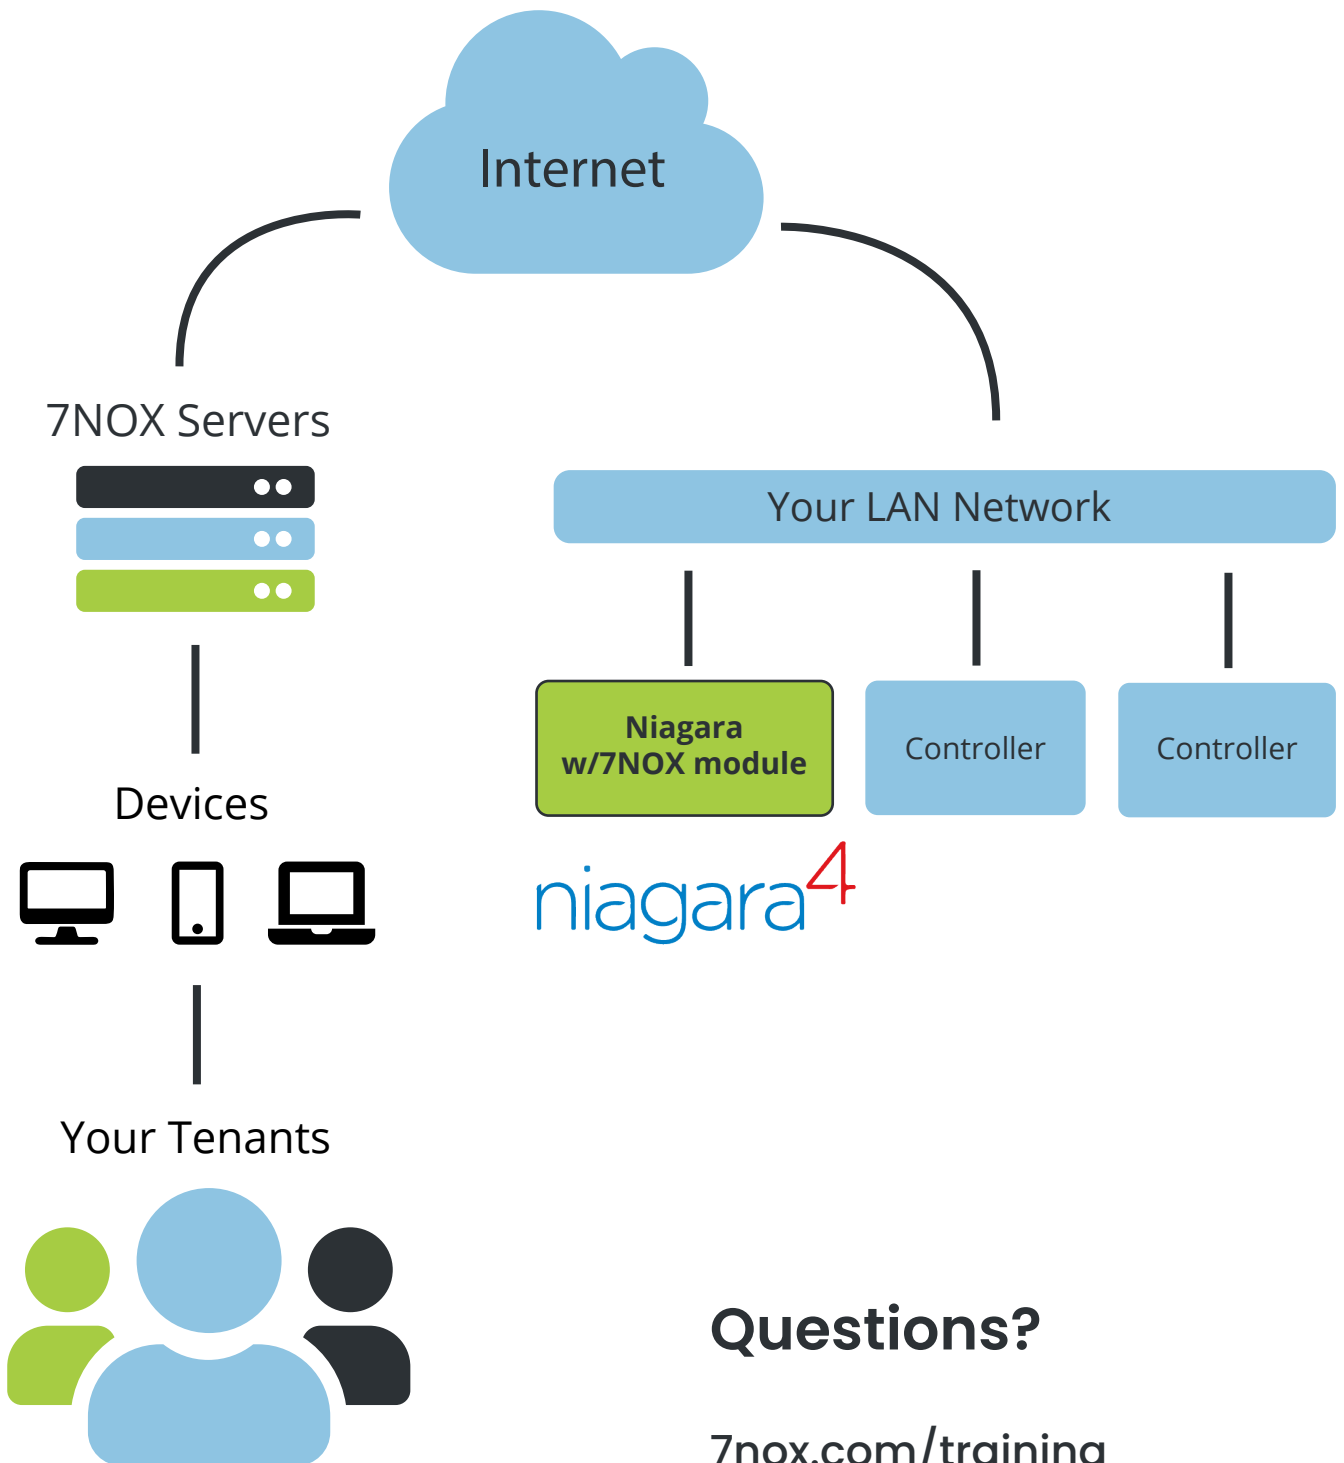 Internet
7NOX Servers
Your LAN Network
Niagara
w/7NOX module
Controller
Controller
Devices
niagara4
Your Tenants
Questions?
7nox.com/training